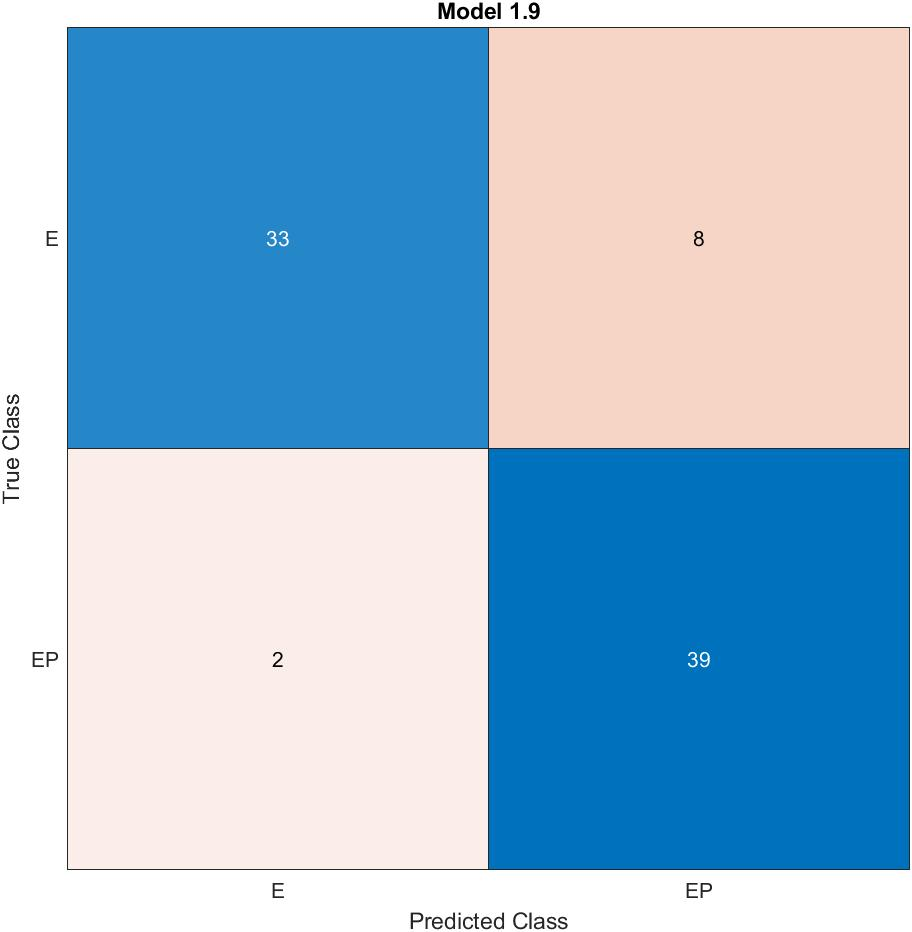 Model 1.9
True Class
E
33
8
EP
2
39
E
EP
Predicted Class